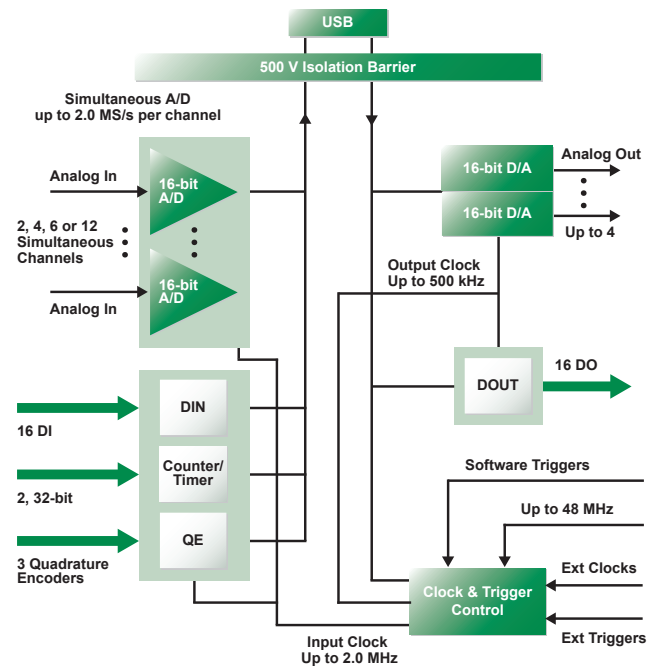 USB
500 V Isolation Barrier
Simultaneous A/D
up to 2.0 MS/s per channel
Analog In
16-bit
A/D
2, 4, 6 or 12
Simultaneous
Channels
Analog In
16-bit
A/D
16-bit D/A
16-bit D/A
Analog Out
Up to 4
Output Clock
Up to 500 kHz
DOUT
16 DO
16 DI
DIN
2, 32-bit
Counter/
Timer
3 Quadrature
Encoders
QE
Software Triggers
Up to 48 MHz
Clock & Trigger
Control
Ext Clocks
Ext Triggers
Input Clock
Up to 2.0 MHz